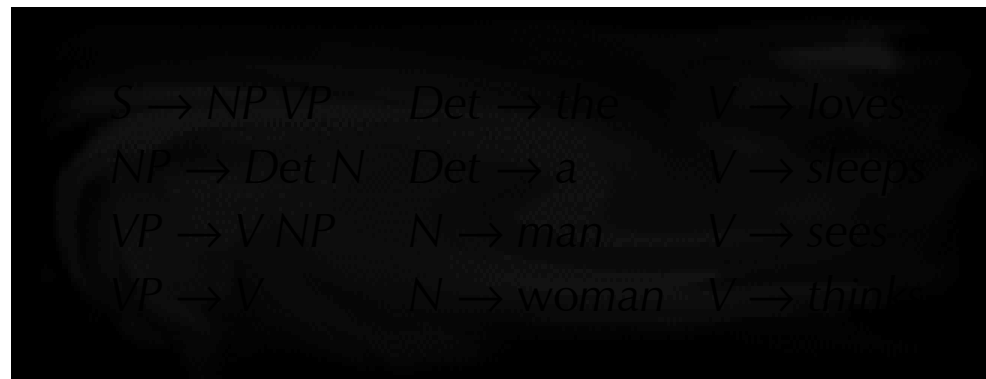 S → NP VP Det → the V → loves
NP → Det N Det → a V → sleeps
VP → V NP N → man V → sees
VP → V N → woman V →